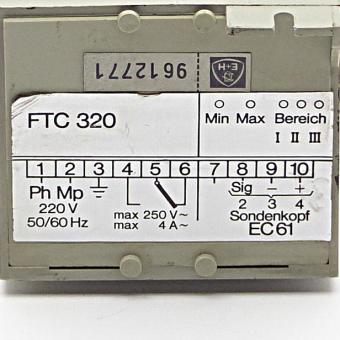 9612771 E+H
FTC 320
Min Max Bereich
I II III
1 2 3 4 5 6 7 8 9 10
Ph Mp
220 V
50/60 Hz
max 250 V~
max 4 A~
Sig − +
2 3 4
Sondenkopf
EC 61